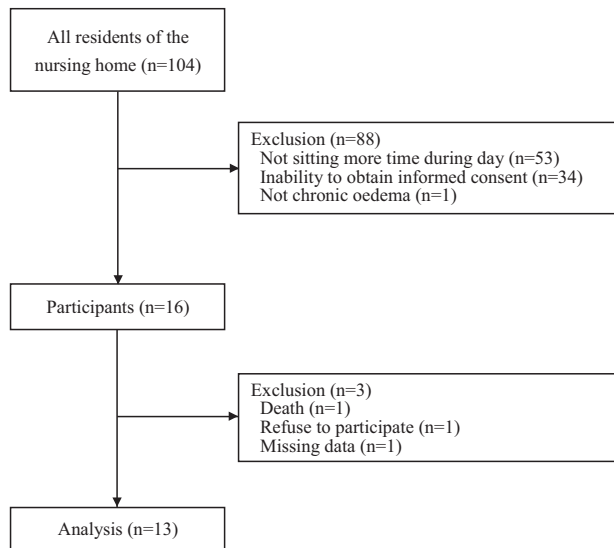 All residents of the
nursing home (n=104)
Exclusion (n=88)
Not sitting more time during day (n=53)
Inability to obtain informed consent (n=34)
Not chronic oedema (n=1)
Participants (n=16)
Exclusion (n=3)
Death (n=1)
Refuse to participate (n=1)
Missing data (n=1)
Analysis (n=13)